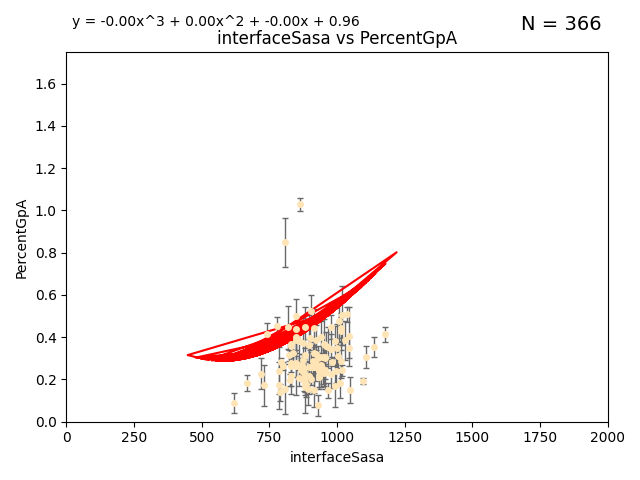 y = -0.00x^3 + 0.00x^2 + -0.00x + 0.96
N = 366
interfaceSasa vs PercentGpA
1.6
1.4
1.2
1.0
0.8
0.6
0.4
0.2
0.0
PercentGpA
0 250 500 750 1000 1250 1500 1750 2000
interfaceSasa